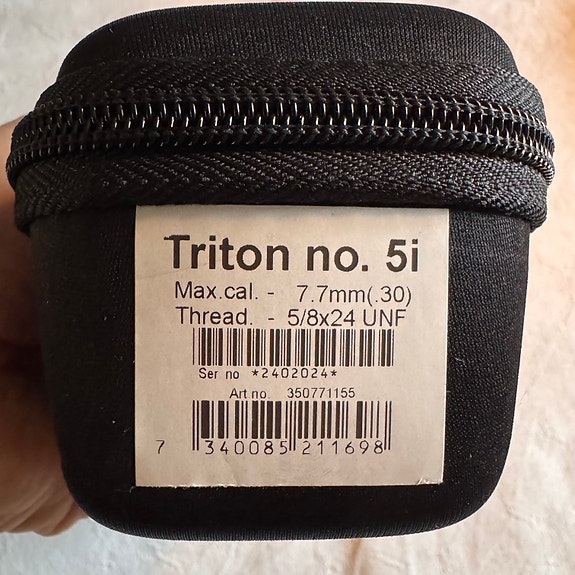 Triton no. 5i
Max.cal. - 7.7mm(.30)
Thread. - 5/8x24 UNF
Ser no *2402024*
Art no. 350771155
7 340085 211698